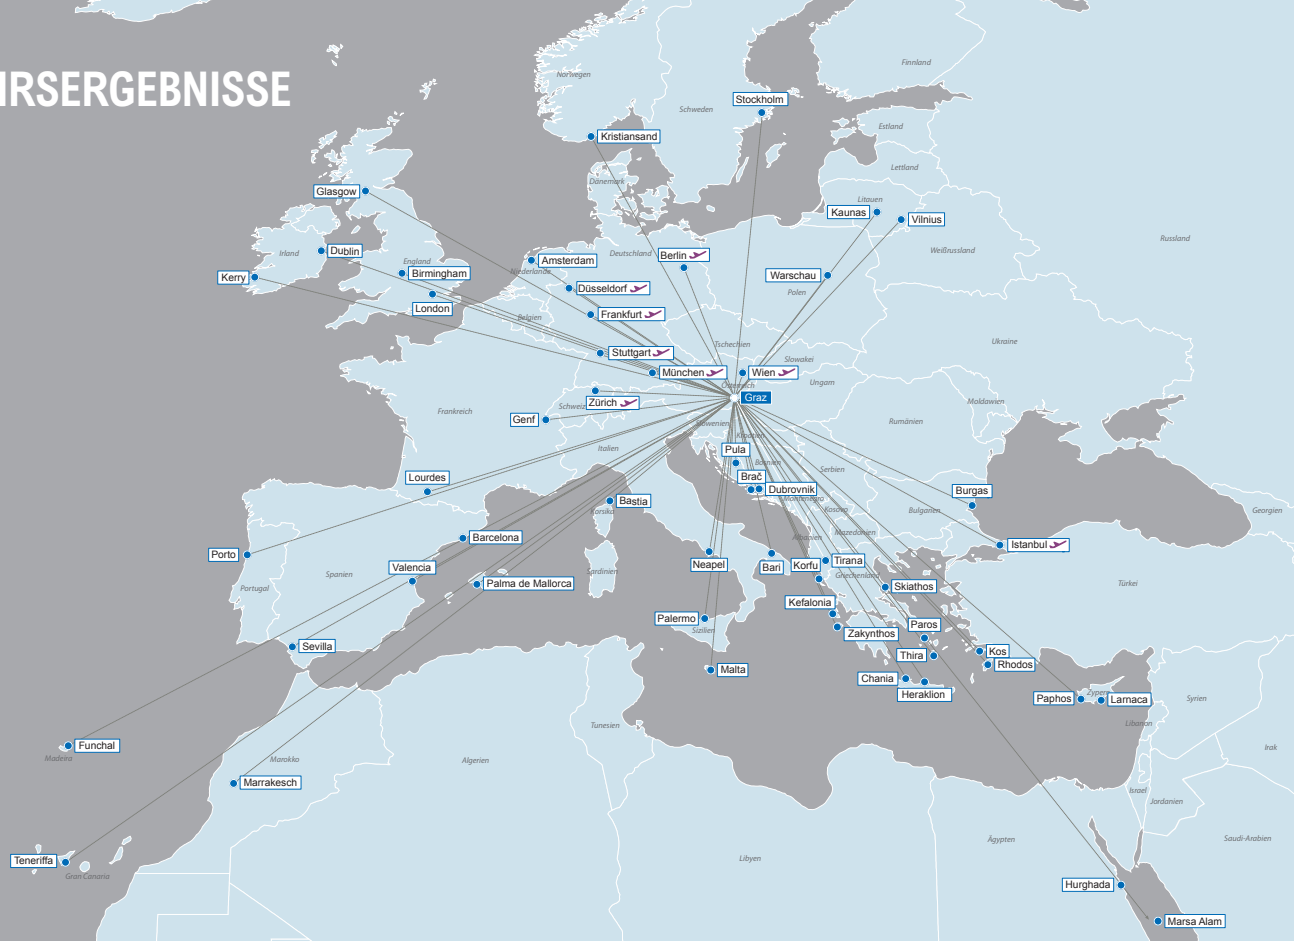 IRSERGEBNISSE
Norwegen
Finnland
Schweden
Stockholm
Kristiansand
Estland
Lettland
Dänemark
Glasgow
Litauen
Kaunas
Vilnius
Russland
Irland
Dublin
England
Deutschland
Berlin
Weißrussland
Amsterdam
Niederlande
Kerry
Birmingham
Warschau
Düsseldorf
Polen
London
Belgien
Frankfurt
Ukraine
Tschechien
Stuttgart
Slowakei
München
Wien
Österreich
Ungarn
Graz
Zürich
Schweiz
Moldawien
Frankreich
Genf
Rumänien
Slowenien
Kroatien
Italien
Pula
Bosnien
Serbien
Lourdes
Brač
Dubrovnik
Burgas
Montenegro
Bastia
Korsika
Kosovo
Bulgarien
Georgien
Mazedonien
Barcelona
Albanien
Istanbul
Porto
Valencia
Neapel
Bari
Korfu
Tirana
Spanien
Sardinien
Griechenland
Türkei
Portugal
Palma de Mallorca
Skiathos
Kefalonia
Palermo
Sizilien
Zakynthos
Paros
Sevilla
Thira
Kos
Rhodos
Malta
Chania
Heraklion
Paphos
Zypern
Larnaca
Syrien
Libanon
Tunesien
Funchal
Madeira
Marokko
Algerien
Irak
Marrakesch
Israel
Jordanien
Ägypten
Saudi-Arabien
Teneriffa
Gran Canaria
Libyen
Hurghada
Marsa Alam